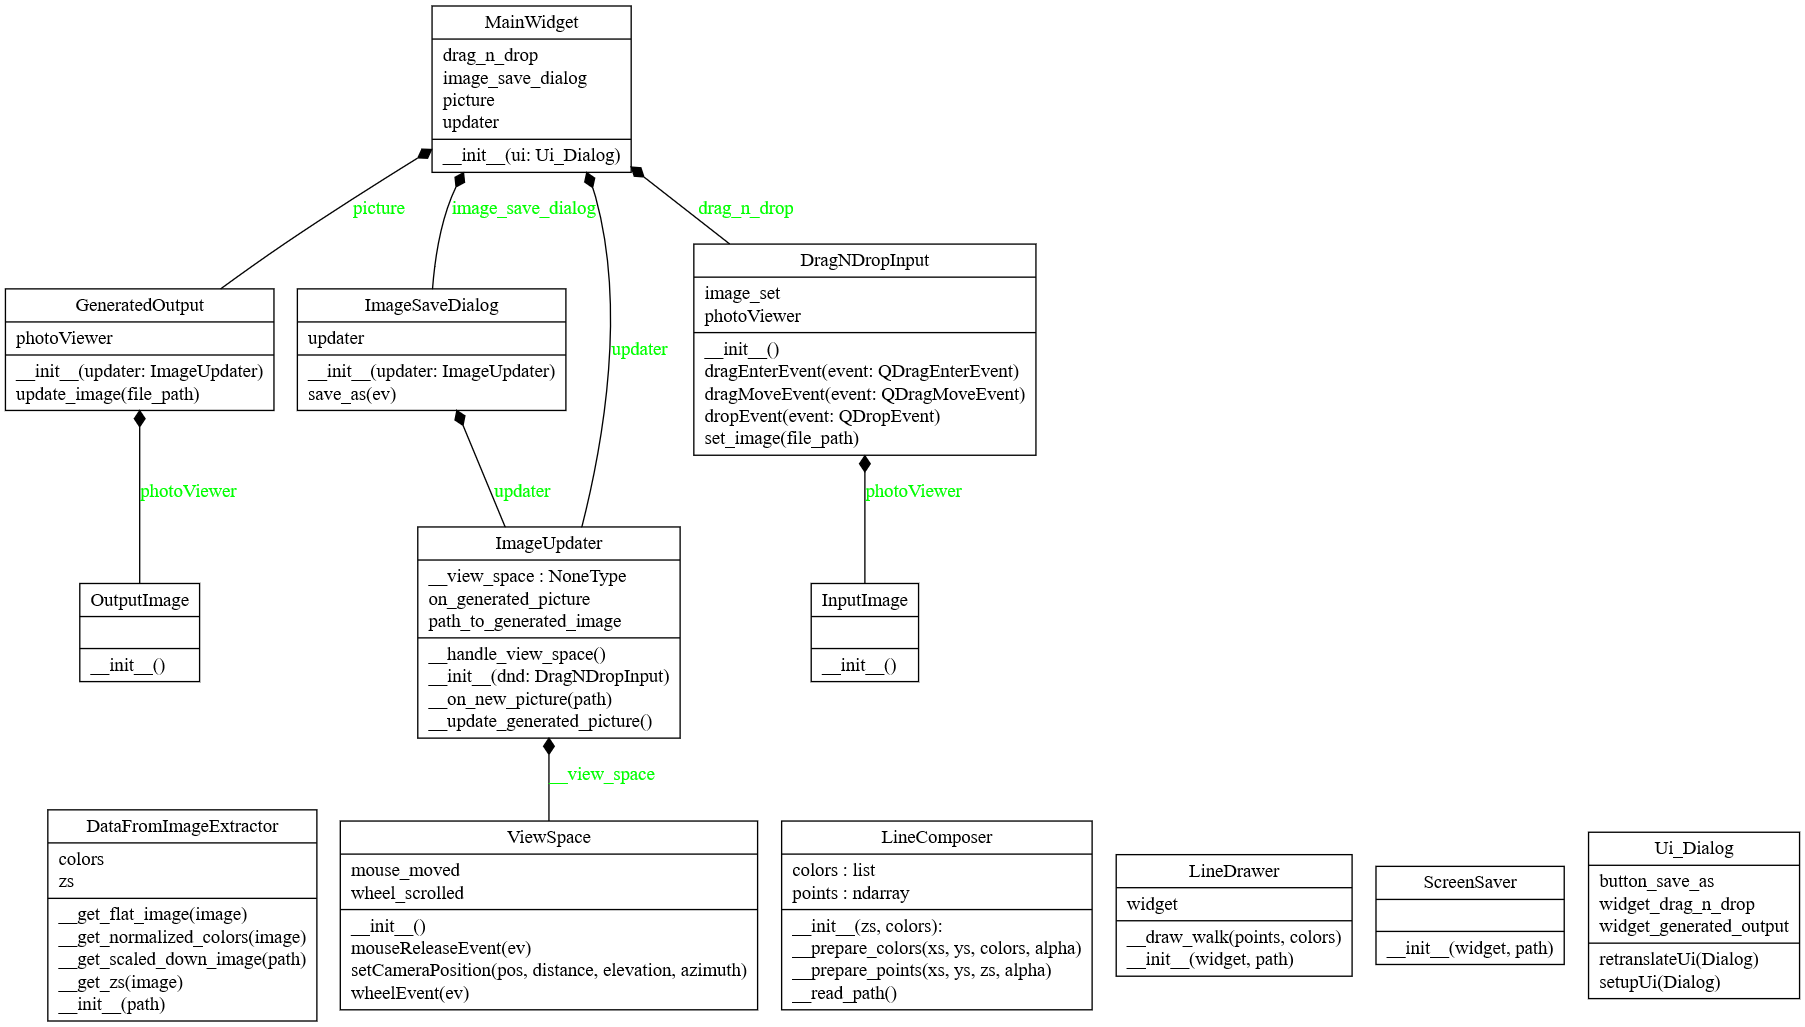 MainWidget
drag_n_drop
image_save_dialog
picture
updater
__init__(ui: Ui_Dialog)
picture
image_save_dialog
updater
drag_n_drop
GeneratedOutput
photoViewer
__init__(updater: ImageUpdater)
update_image(file_path)
ImageSaveDialog
updater
__init__(updater: ImageUpdater)
save_as(ev)
DragNDropInput
image_set
photoViewer
__init__()
dragEnterEvent(event: QDragEnterEvent)
dragMoveEvent(event: QDragMoveEvent)
dropEvent(event: QDropEvent)
set_image(file_path)
photoViewer
updater
photoViewer
OutputImage
__init__()
ImageUpdater
__view_space : NoneType
on_generated_picture
path_to_generated_image
__handle_view_space()
__init__(dnd: DragNDropInput)
__on_new_picture(path)
__update_generated_picture()
InputImage
__init__()
__view_space
DataFromImageExtractor
colors
zs
__get_flat_image(image)
__get_normalized_colors(image)
__get_scaled_down_image(path)
__get_zs(image)
__init__(path)
ViewSpace
mouse_moved
wheel_scrolled
__init__()
mouseReleaseEvent(ev)
setCameraPosition(pos, distance, elevation, azimuth)
wheelEvent(ev)
LineComposer
colors : list
points : ndarray
__init__(zs, colors):
__prepare_colors(xs, ys, colors, alpha)
__prepare_points(xs, ys, zs, alpha)
__read_path()
LineDrawer
widget
__draw_walk(points, colors)
__init__(widget, path)
ScreenSaver
__init__(widget, path)
Ui_Dialog
button_save_as
widget_drag_n_drop
widget_generated_output
retranslateUi(Dialog)
setupUi(Dialog)